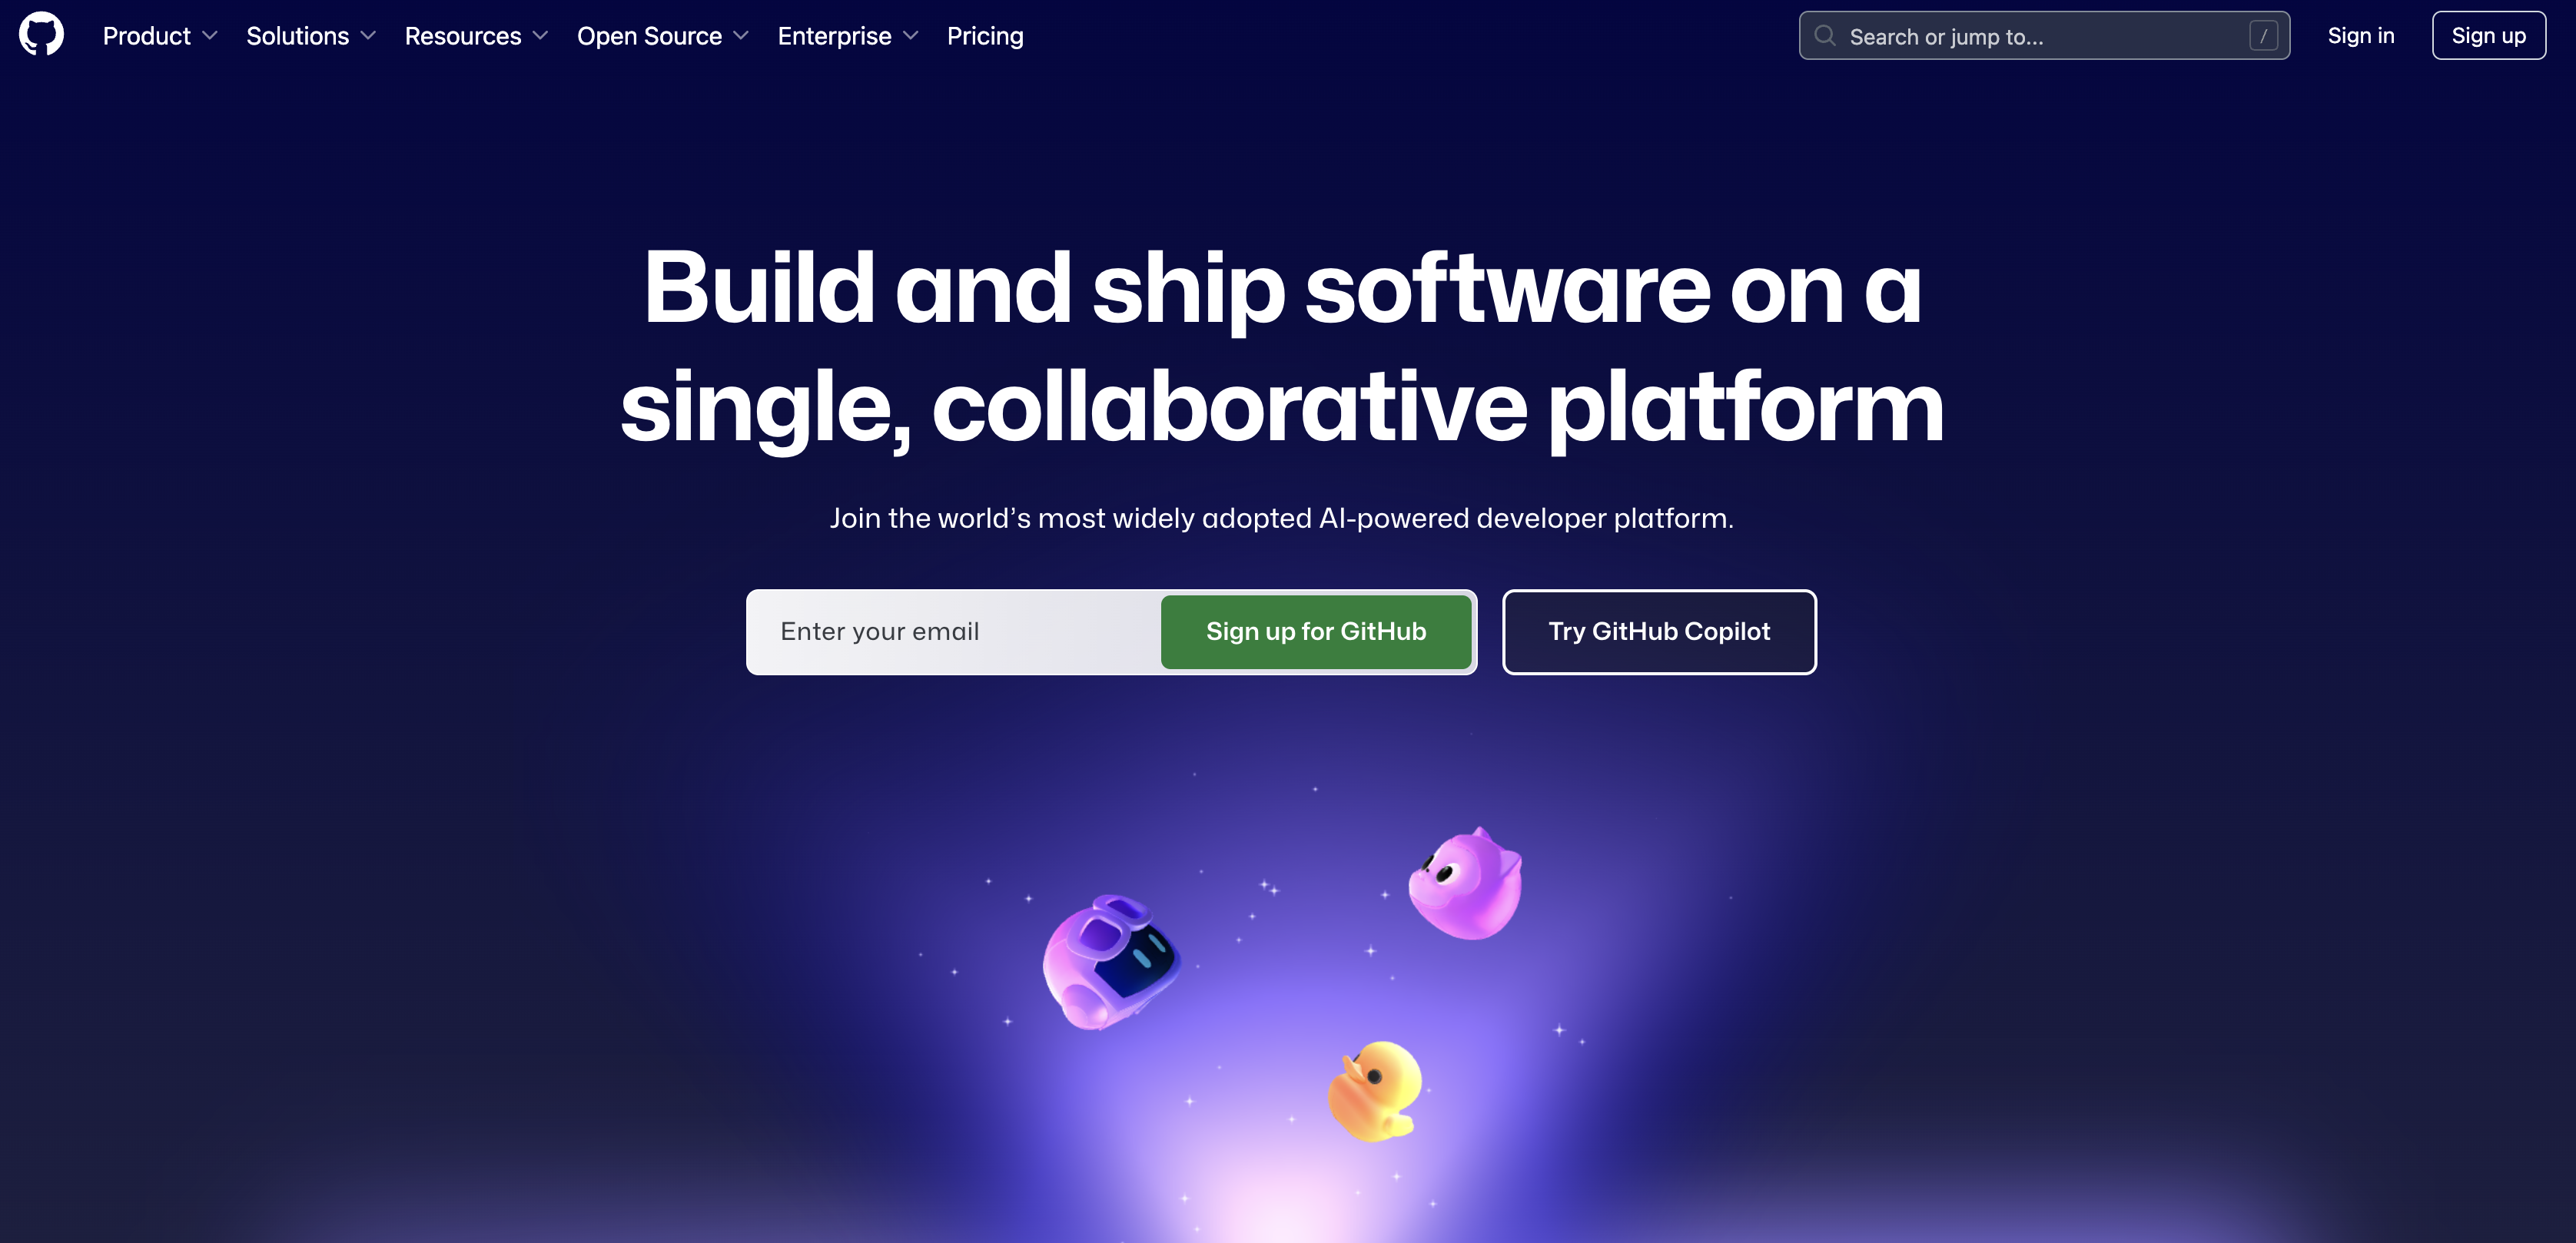 Product Solutions Resources Open Source Enterprise Pricing Search or jump to... / Sign in Sign up
Build and ship software on a
single, collaborative platform
Join the world’s most widely adopted AI-powered developer platform.
Enter your email Sign up for GitHub Try GitHub Copilot